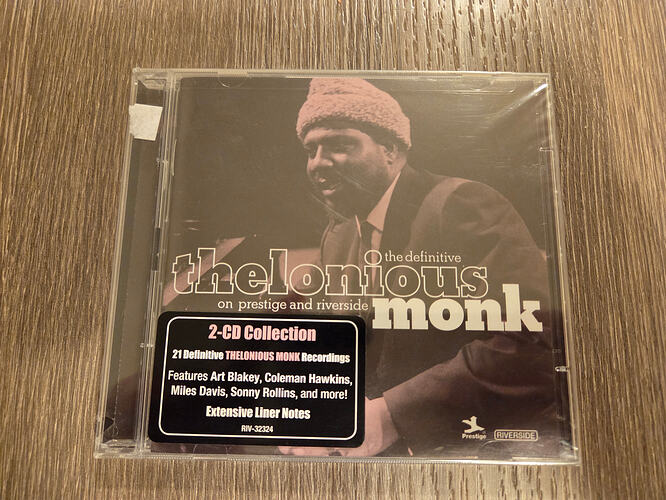 the definitive
thelonious
on prestige and riverside monk
2-CD Collection
21 Definitive THELONIOUS MONK Recordings
Features Art Blakey, Coleman Hawkins,
Miles Davis, Sonny Rollins, and more!
Extensive Liner Notes
RIV-32324
Prestige RIVERSIDE